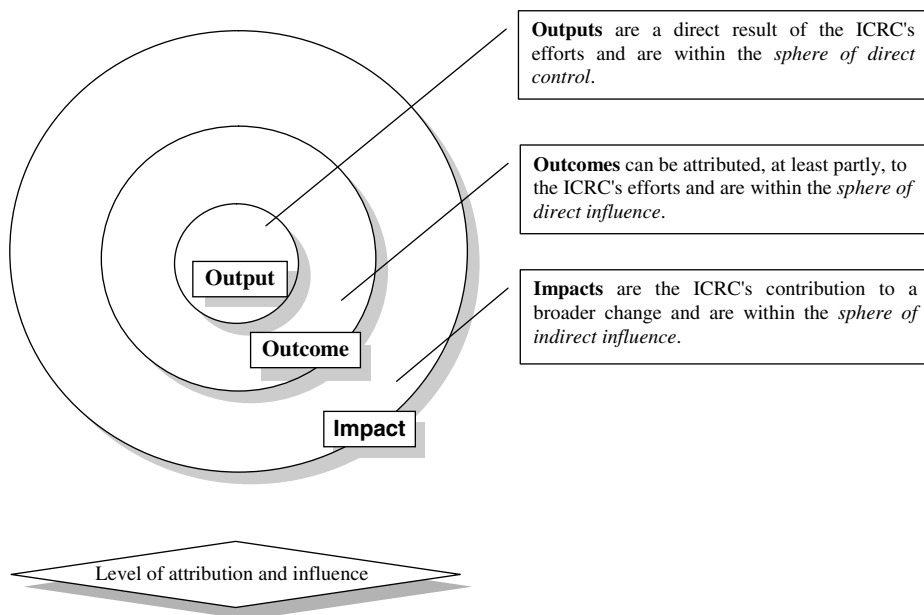 Outputs are a direct result of the ICRC's
efforts and are within the sphere of direct
control.
Outcomes can be attributed, at least partly, to
the ICRC's efforts and are within the sphere of
direct influence.
Impacts are the ICRC's contribution to a
broader change and are within the sphere of
indirect influence.
Output
Outcome
Impact
Level of attribution and influence